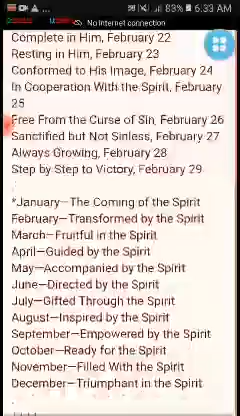 83% 6:33 AM
No Internet connection
Complete in Him, February 22
Resting in Him, February 23
Conformed to His Image, February 24
In Cooperation With the Spirit, February
25
Free From the Curse of Sin, February 26
Sanctified but Not Sinless, February 27
Always Growing, February 28
Step by Step to Victory, February 29
*January—The Coming of the Spirit
February—Transformed by the Spirit
March—Fruitful in the Spirit
April—Guided by the Spirit
May—Accompanied by the Spirit
June—Directed by the Spirit
July—Gifted Through the Spirit
August—Inspired by the Spirit
September—Empowered by the Spirit
October—Ready for the Spirit
November—Filled With the Spirit
December—Triumphant in the Spirit